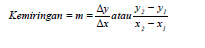 Kemiringan = m = Δy/Δx atau y₂ − y₁/x₂ − x₁